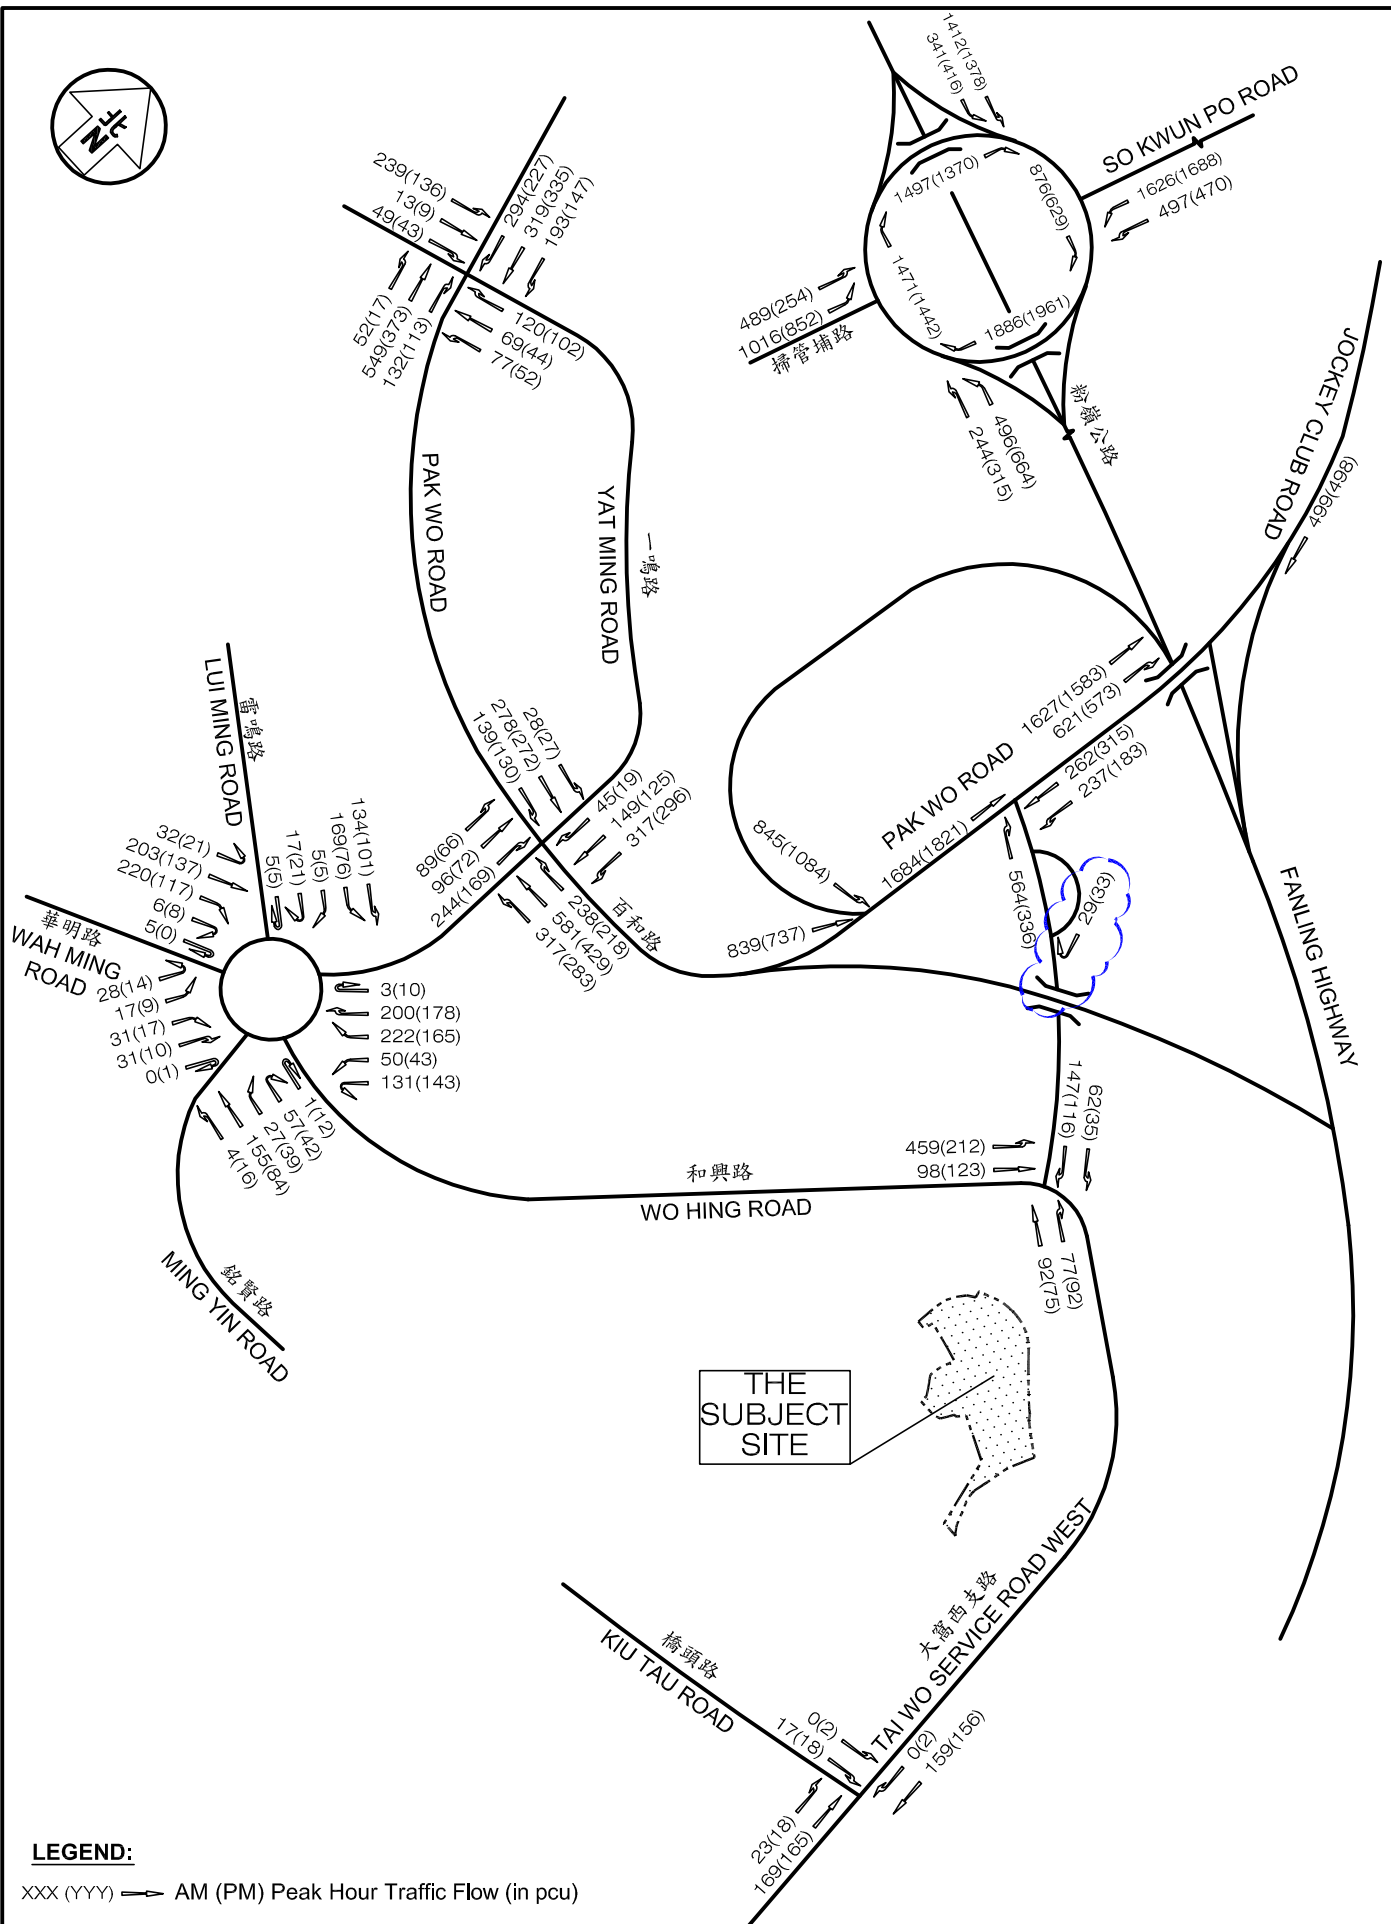 北
N
1412(1378)
341(416)
SO KWUN PO ROAD
1626(1688)
497(470)
1497(1370)
876(629)
1471(1442)
1886(1961)
489(254)
1016(852)
掃管埔路
496(664)
244(315)
粉嶺公路
JOCKEY CLUB ROAD
499(498)
239(136)
13(9)
49(43)
294(227)
319(335)
193(147)
52(17)
549(373)
132(113)
120(102)
69(44)
77(52)
PAK WO ROAD
YAT MING ROAD
一鳴路
LUI MING ROAD
雷鳴路
278(272)
139(130)
28(27)
45(19)
149(125)
317(296)
89(66)
96(72)
244(169)
238(218)
581(429)
317(283)
百和路
1627(1583)
621(573)
PAK WO ROAD
262(315)
237(183)
845(1084)
1684(1821)
839(737)
564(336)
29(33)
FANLING HIGHWAY
32(21)
203(137)
220(117)
6(8)
5(0)
5(5)
17(21)
5(5)
169(76)
134(101)
華明路
WAH MING
ROAD
28(14)
17(9)
31(17)
31(10)
0(1)
3(10)
200(178)
222(165)
50(43)
131(143)
1(12)
57(42)
27(39)
155(84)
4(16)
銘賢路
MING YIN ROAD
459(212)
98(123)
147(116)
62(35)
和興路
WO HING ROAD
77(92)
92(75)
THE
SUBJECT
SITE
大窩西支路
TAI WO SERVICE ROAD WEST
橋頭路
KIU TAU ROAD
0(2)
17(18)
0(2)
159(156)
23(18)
169(165)
LEGEND:
XXX (YYY) AM (PM) Peak Hour Traffic Flow (in pcu)